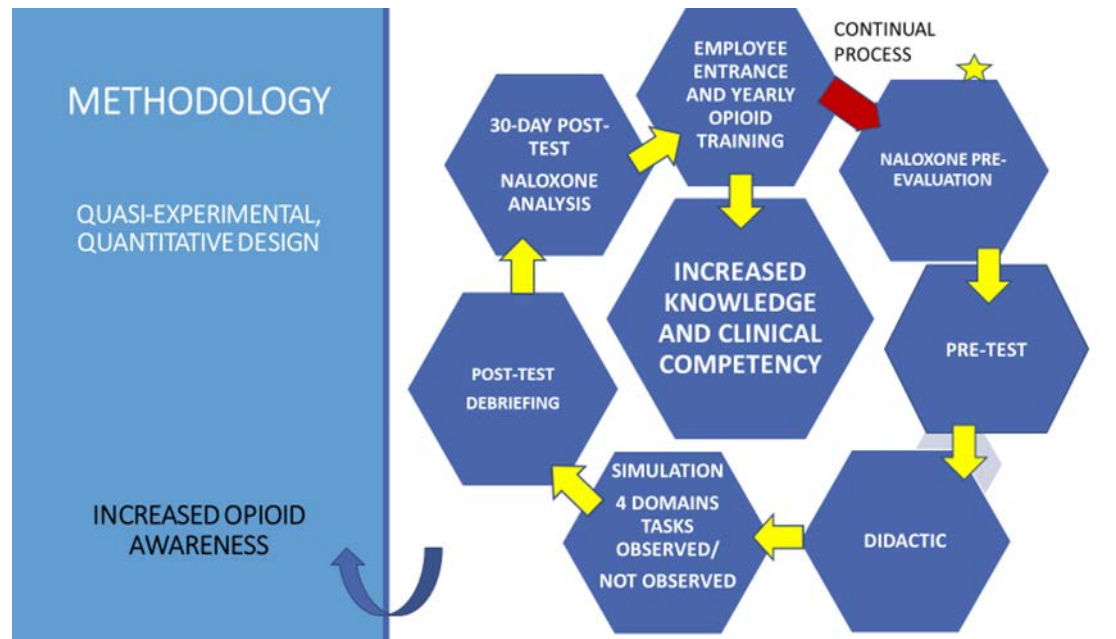 METHODOLOGY
QUASI-EXPERIMENTAL,
QUANTITATIVE DESIGN
INCREASED OPIOID
AWARENESS
CONTINUAL
PROCESS
EMPLOYEE
ENTRANCE
AND YEARLY
OPIOID
TRAINING
NALOXONE PRE-
EVALUATION
PRE-TEST
DIDACTIC
SIMULATION
4 DOMAINS
TASKS
OBSERVED/
NOT OBSERVED
POST-TEST
DEBRIEFING
30-DAY POST-
TEST
NALOXONE
ANALYSIS
INCREASED
KNOWLEDGE
AND CLINICAL
COMPETENCY